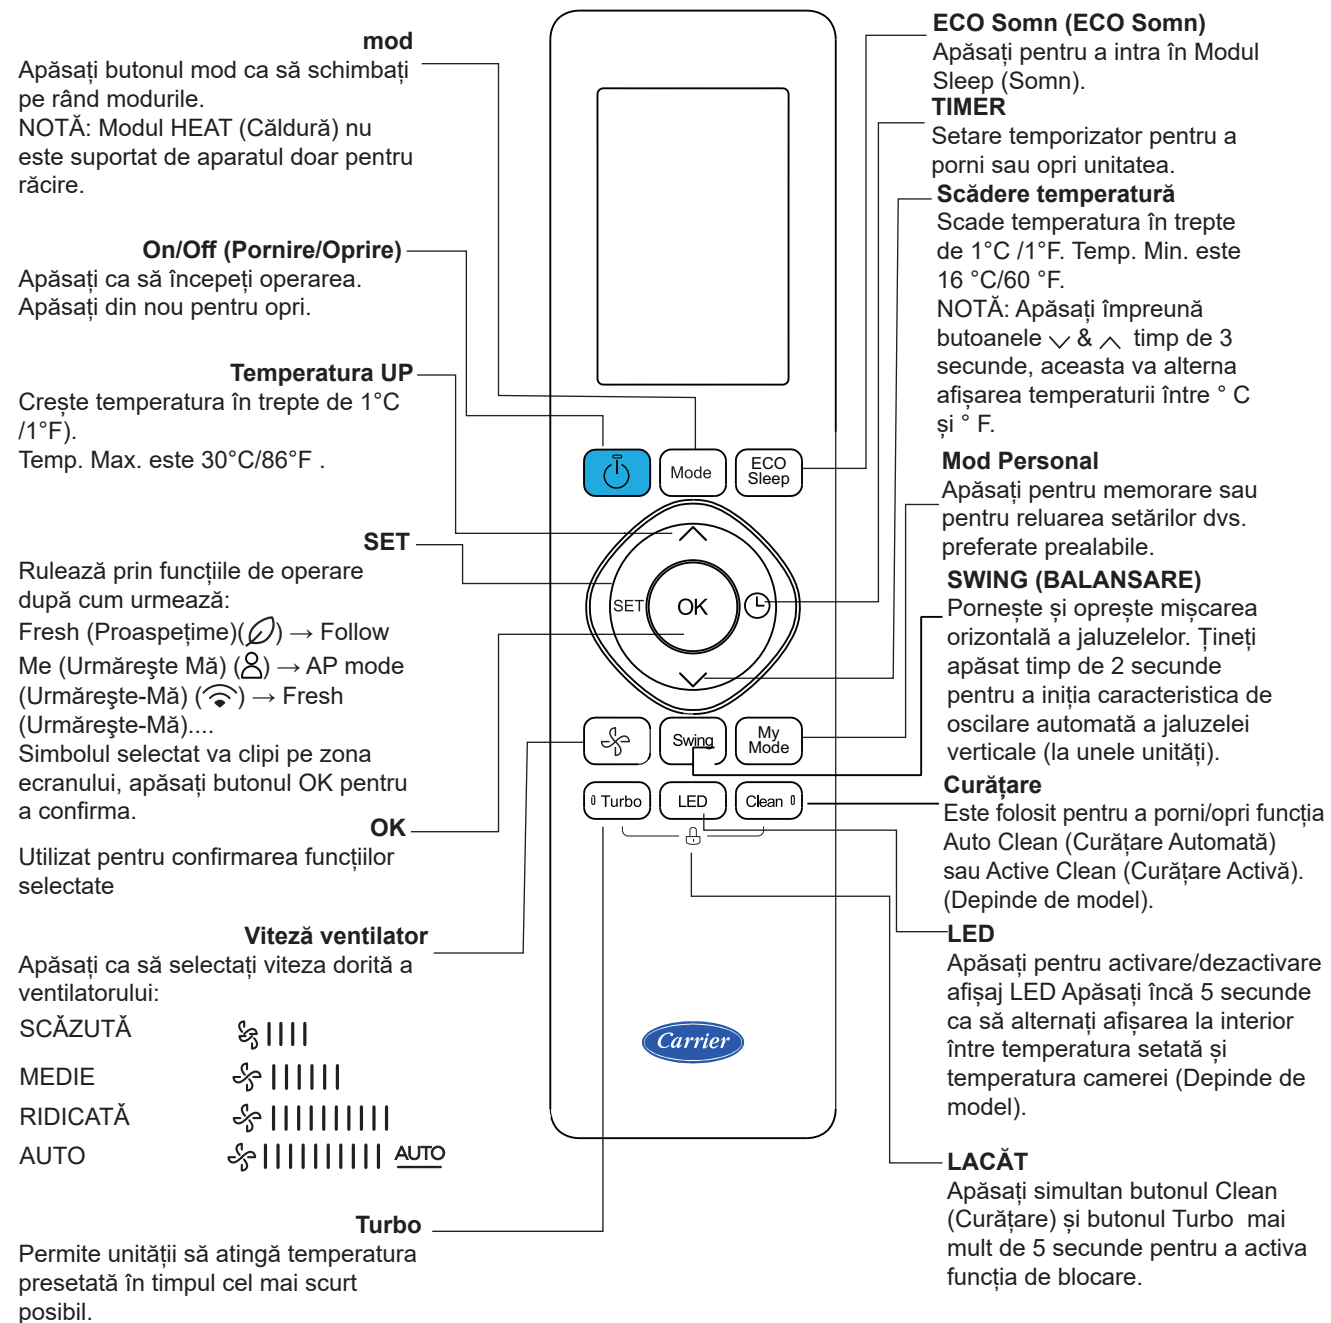 mod
Apăsați butonul mod ca să schimbați
pe rând modurile.
NOTĂ: Modul HEAT (Căldură) nu
este suportat de aparatul doar pentru
răcire.
On/Off (Pornire/Oprire)
Apăsați ca să începeți operarea.
Apăsați din nou pentru opri.
Temperatura UP
Crește temperatura în trepte de 1°C
/1°F).
Temp. Max. este 30°C/86°F .
SET
Rulează prin funcțiile de operare
după cum urmează:
Fresh (Proaspețime)( ) → Follow
Me (Urmăreşte Mă) ( ) → AP mode
(Urmăreşte-Mă) ( ) → Fresh
(Urmăreşte-Mă)....
Simbolul selectat va clipi pe zona
ecranului, apăsați butonul OK pentru
a confirma.
OK
Utilizat pentru confirmarea funcțiilor
selectate
Viteză ventilator
Apăsați ca să selectați viteza dorită a
ventilatorului:
SCǍZUTǍ
MEDIE
RIDICATǍ
AUTO AUTO
Turbo
Permite unității să atingă temperatura
presetată în timpul cel mai scurt
posibil.
Mode
ECO
Sleep
SET
OK
Swing
My
Mode
Turbo
LED
Clean
Carrier
ECO Somn (ECO Somn)
Apăsați pentru a intra în Modul
Sleep (Somn).
TIMER
Setare temporizator pentru a
porni sau opri unitatea.
Scădere temperatură
Scade temperatura în trepte
de 1°C /1°F. Temp. Min. este
16 °C/60 °F.
NOTĂ: Apăsați împreună
butoanele & timp de 3
secunde, aceasta va alterna
afișarea temperaturii între ° C
și ° F.
Mod Personal
Apăsați pentru memorare sau
pentru reluarea setărilor dvs.
preferate prealabile.
SWING (BALANSARE)
Pornește și oprește mișcarea
orizontală a jaluzelelor. Țineți
apăsat timp de 2 secunde
pentru a iniția caracteristica de
oscilare automată a jaluzelei
verticale (la unele unități).
Curățare
Este folosit pentru a porni/opri funcția
Auto Clean (Curățare Automată)
sau Active Clean (Curățare Activă).
(Depinde de model).
LED
Apăsați pentru activare/dezactivare
afișaj LED Apăsați încă 5 secunde
ca să alternați afișarea la interior
între temperatura setată și
temperatura camerei (Depinde de
model).
LACĂT
Apăsați simultan butonul Clean
(Curățare) și butonul Turbo mai
mult de 5 secunde pentru a activa
funcția de blocare.